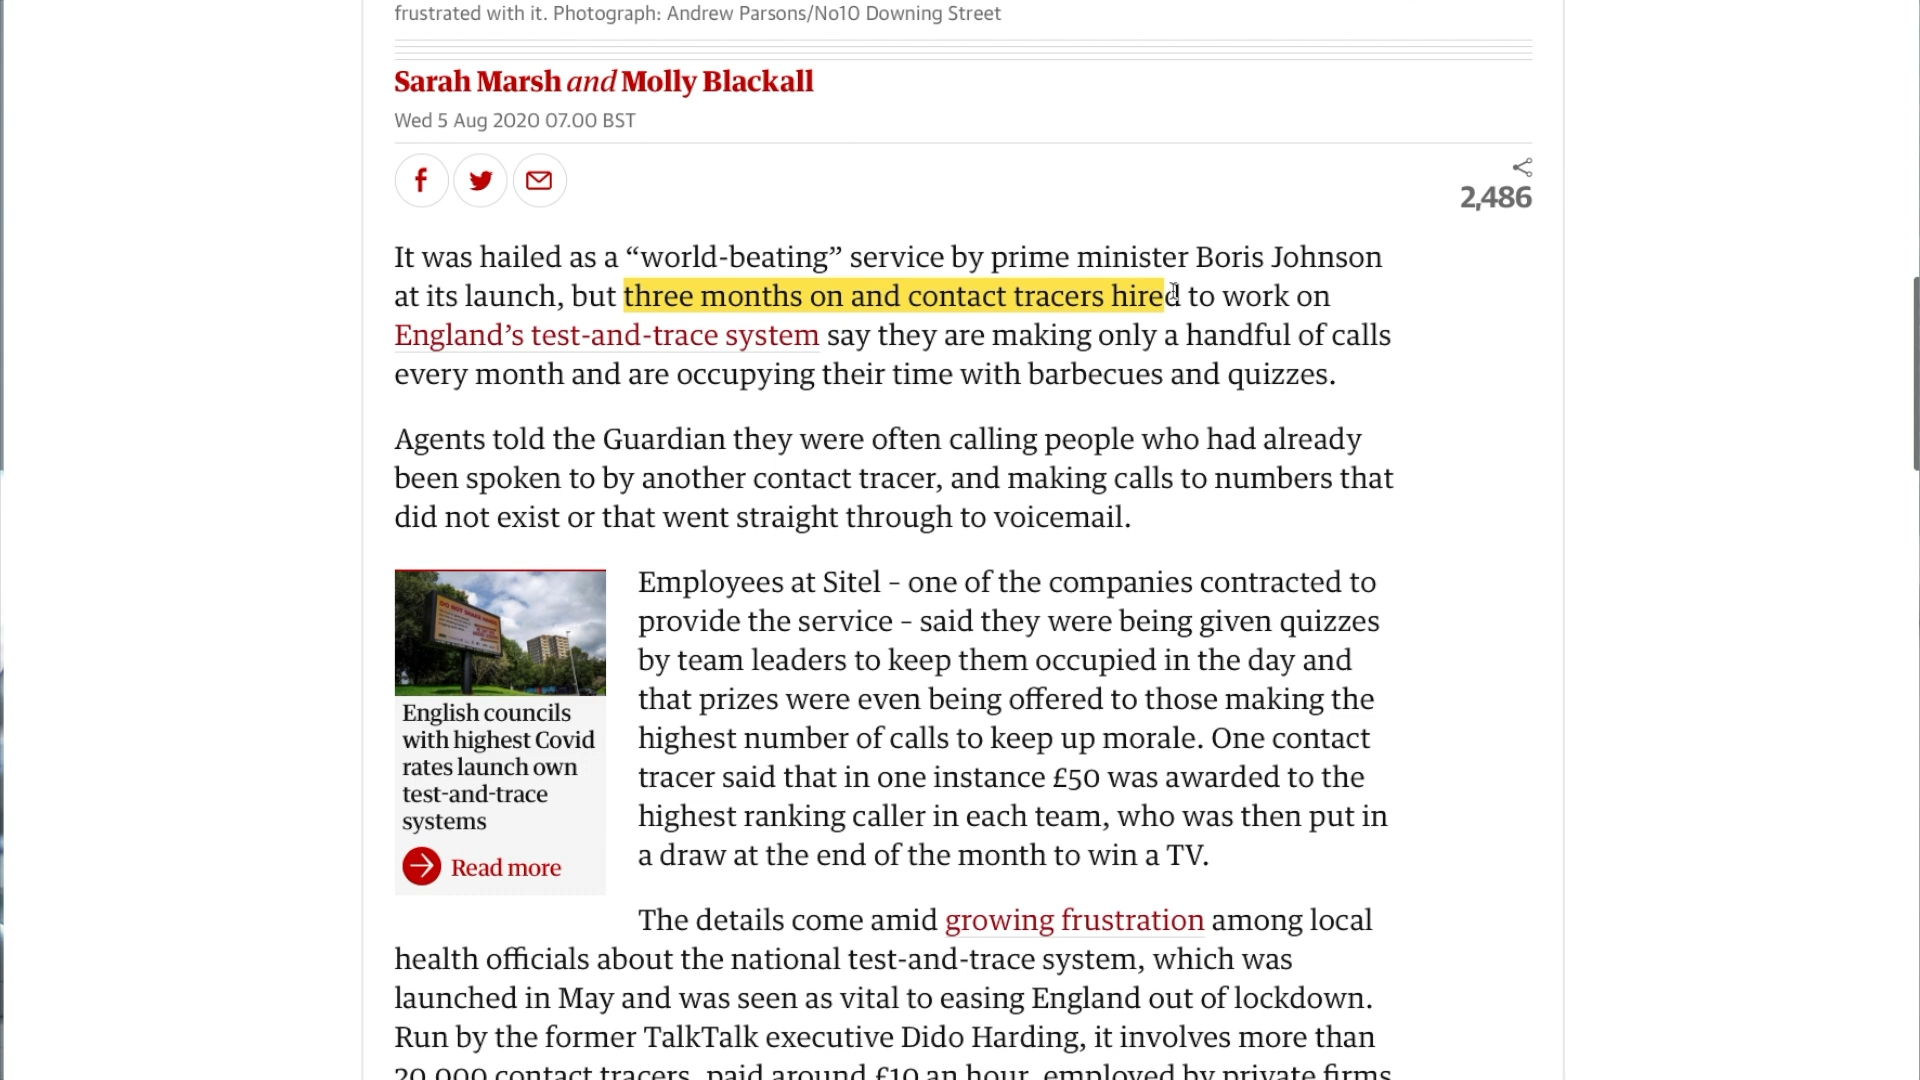 frustrated with it. Photograph: Andrew Parsons/No10 Downing Street
Sarah Marsh and Molly Blackall
Wed 5 Aug 2020 07.00 BST
2,486
It was hailed as a “world-beating” service by prime minister Boris Johnson
at its launch, but three months on and contact tracers hired to work on
England’s test-and-trace system say they are making only a handful of calls
every month and are occupying their time with barbecues and quizzes.
Agents told the Guardian they were often calling people who had already
been spoken to by another contact tracer, and making calls to numbers that
did not exist or that went straight through to voicemail.
Employees at Sitel – one of the companies contracted to
provide the service – said they were being given quizzes
by team leaders to keep them occupied in the day and
that prizes were even being offered to those making the
highest number of calls to keep up morale. One contact
tracer said that in one instance £50 was awarded to the
highest ranking caller in each team, who was then put in
a draw at the end of the month to win a TV.
English councils
with highest Covid
rates launch own
test-and-trace
systems
Read more
The details come amid growing frustration among local
health officials about the national test-and-trace system, which was
launched in May and was seen as vital to easing England out of lockdown.
Run by the former TalkTalk executive Dido Harding, it involves more than
20,000 contact tracers, paid around £10 an hour, employed by private firms